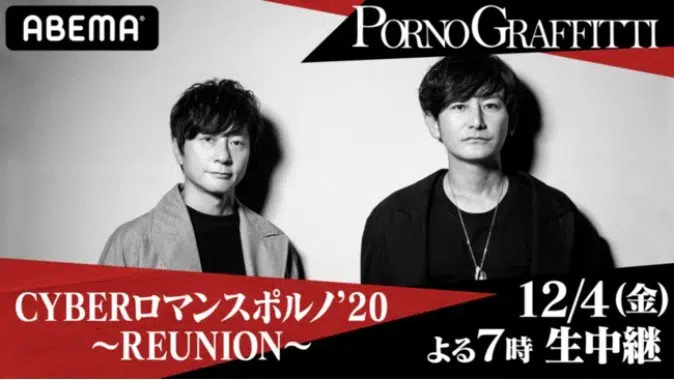 ABEMA
PORNOGRAFFITTI
CYBERロマンスポルノ'20
～REUNION～
12/4(金)
よる7時 生中継